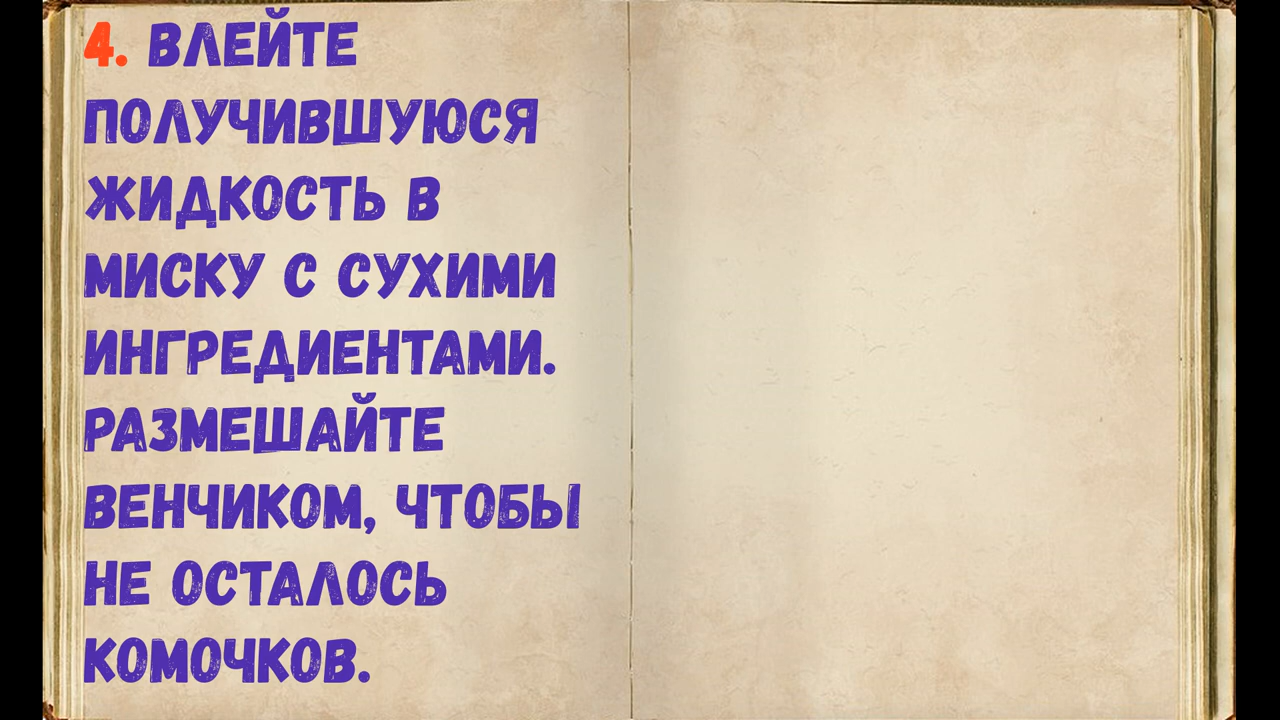 4. ВЛЕЙТЕ
ПОЛУЧИВШУЮСЯ
ЖИДКОСТЬ В
МИСКУ С СУХИМИ
ИНГРЕДИЕНТАМИ.
РАЗМЕШАЙТЕ
ВЕНЧИКОМ, ЧТОБЫ
НЕ ОСТАЛОСЬ
КОМОЧКОВ.